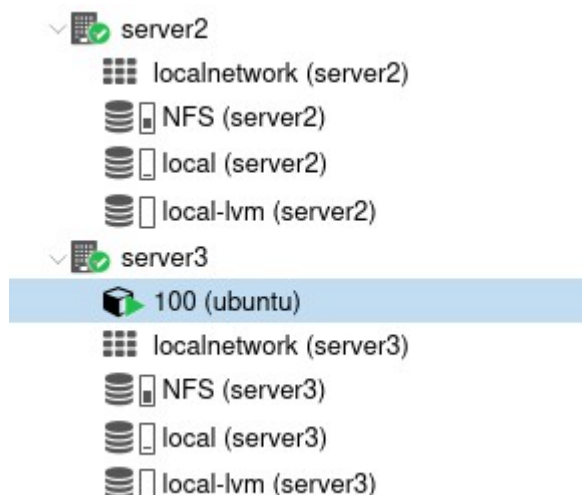 server2
localnetwork (server2)
NFS (server2)
local (server2)
local-lvm (server2)
server3
100 (ubuntu)
localnetwork (server3)
NFS (server3)
local (server3)
local-lvm (server3)